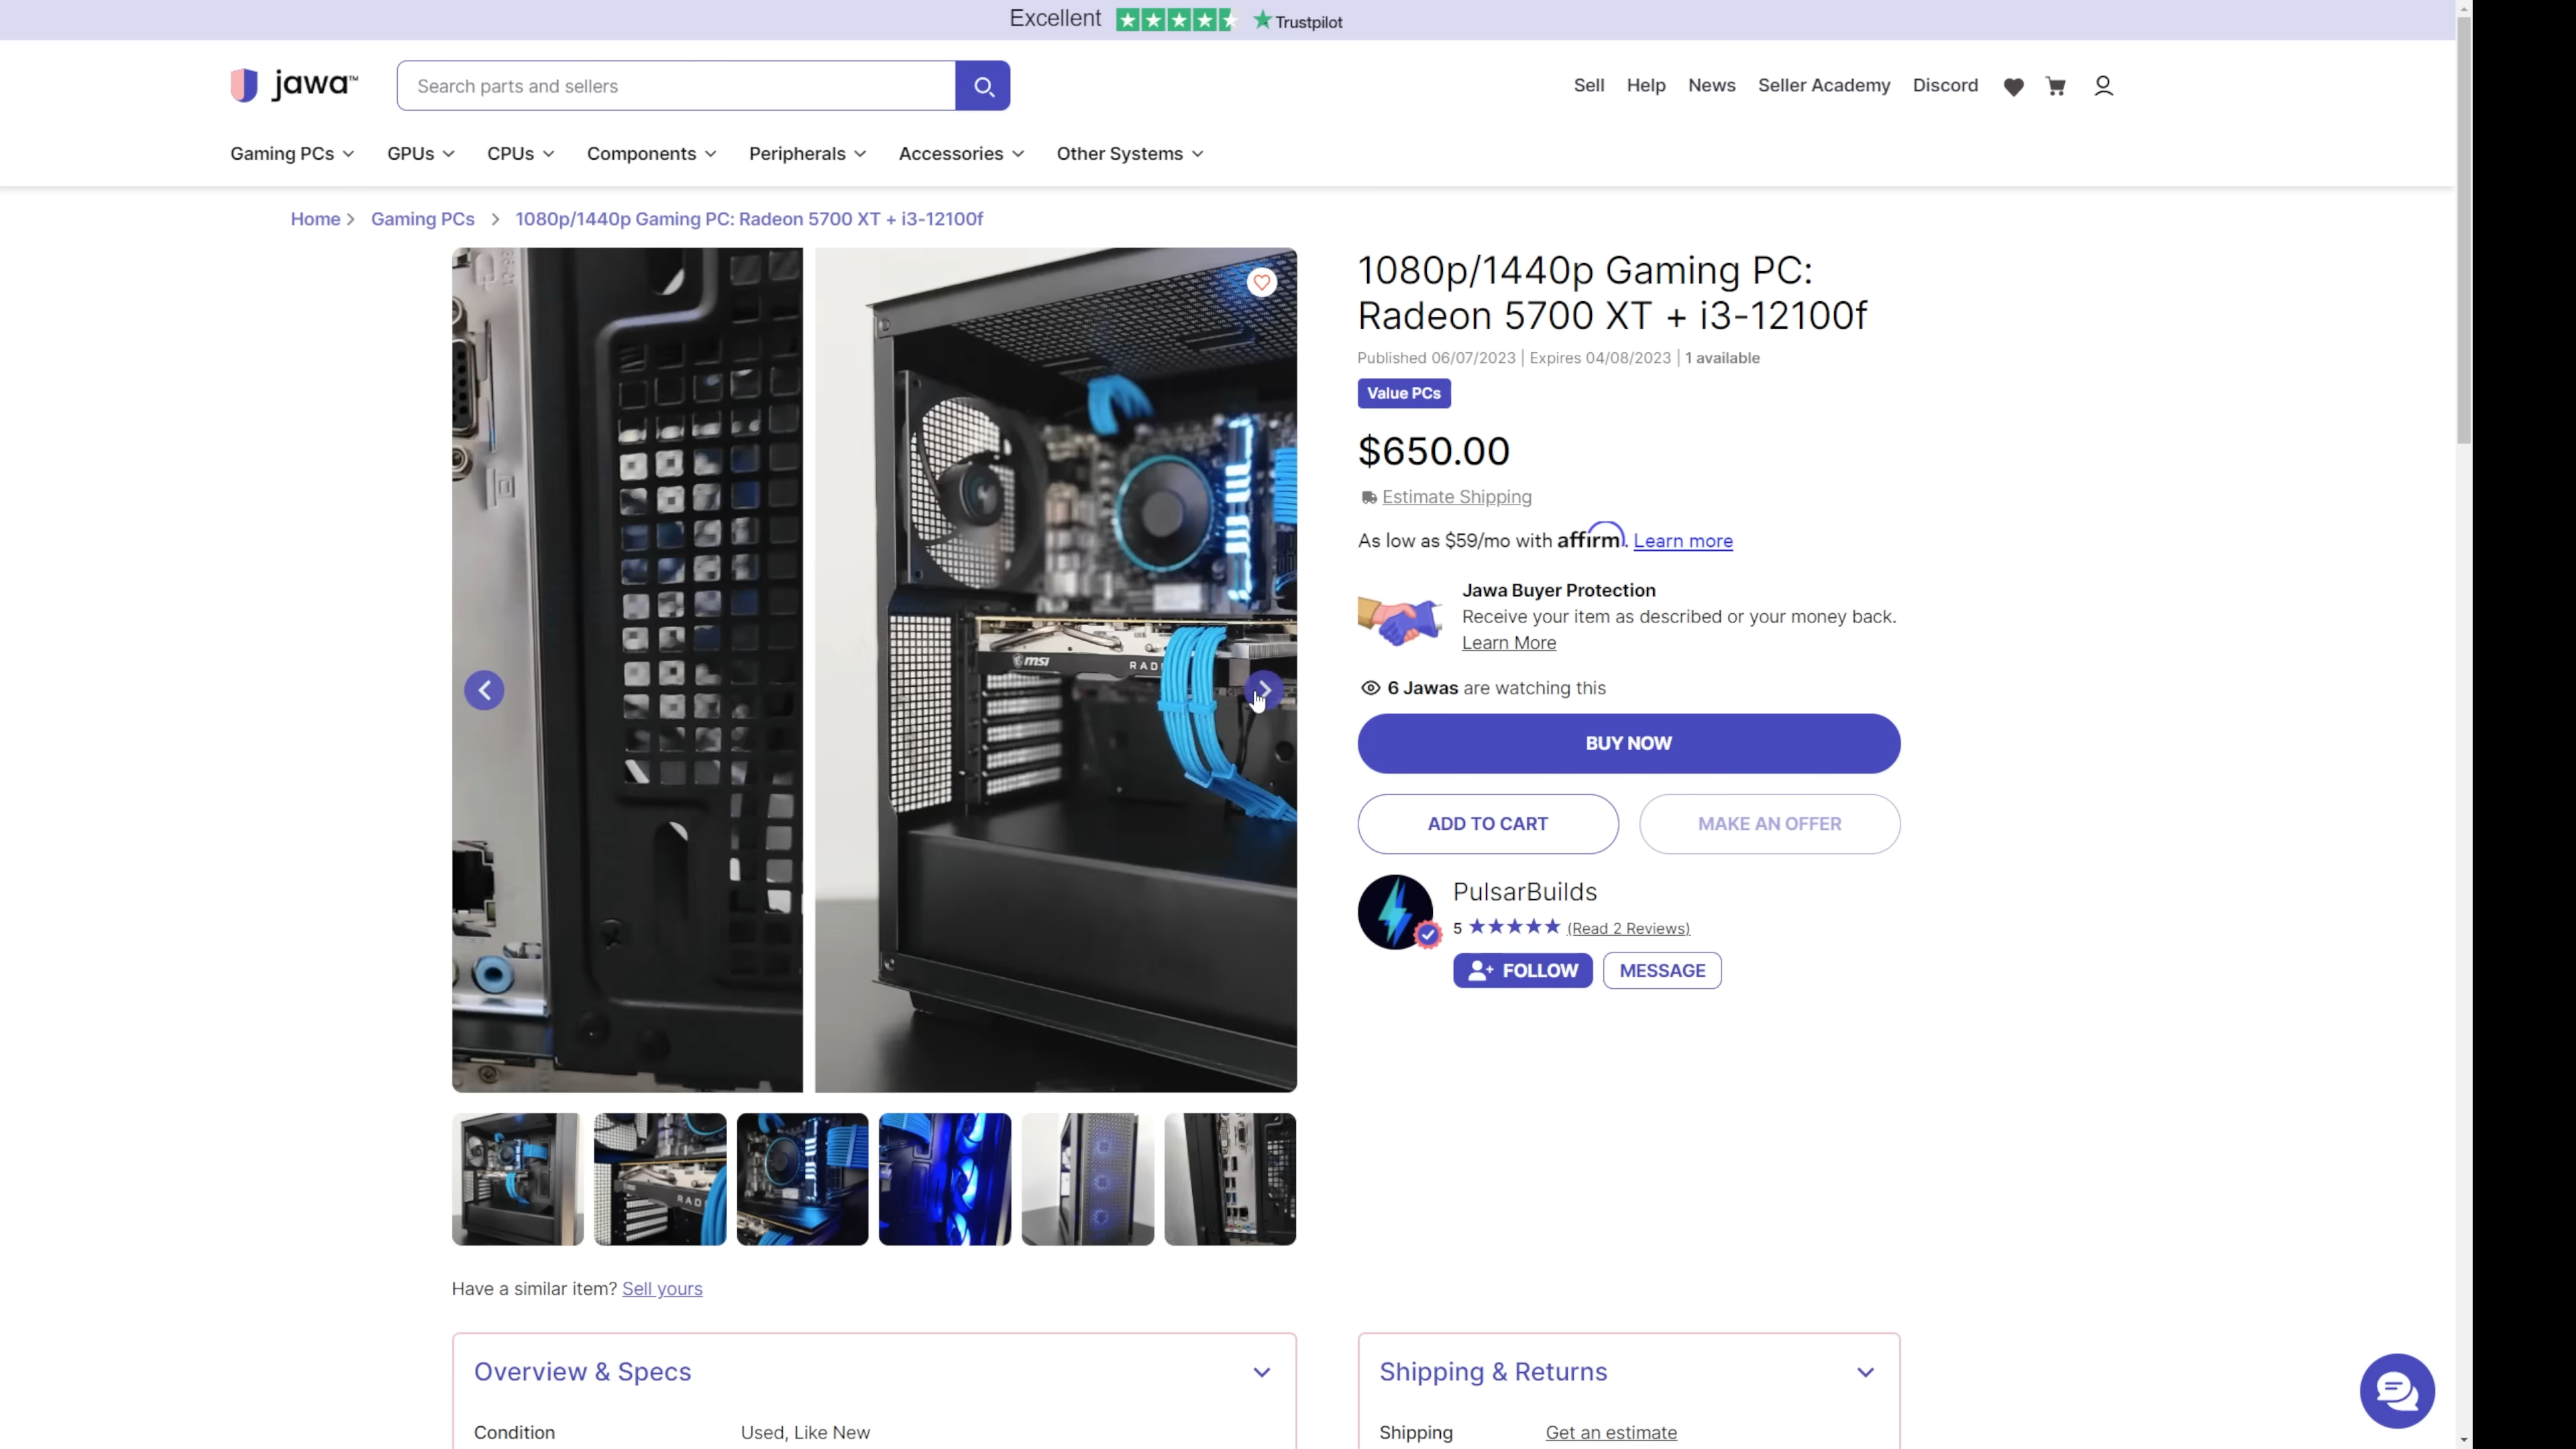 Excellent Trustpilot
jawa™
Search parts and sellers
Sell Help News Seller Academy Discord
Gaming PCs GPUs CPUs Components Peripherals Accessories Other Systems
Home > Gaming PCs > 1080p/1440p Gaming PC: Radeon 5700 XT + i3-12100f
msi
RAD
1080p/1440p Gaming PC:
Radeon 5700 XT + i3-12100f
Published 06/07/2023 | Expires 04/08/2023 | 1 available
Value PCs
$650.00
Estimate Shipping
As low as $59/mo with affirm. Learn more
Jawa Buyer Protection
Receive your item as described or your money back.
Learn More
6 Jawas are watching this
BUY NOW
ADD TO CART
MAKE AN OFFER
PulsarBuilds
5 ★★★★★ (Read 2 Reviews)
FOLLOW
MESSAGE
RAD
Have a similar item? Sell yours
Overview & Specs
Condition Used, Like New
Shipping & Returns
Shipping Get an estimate